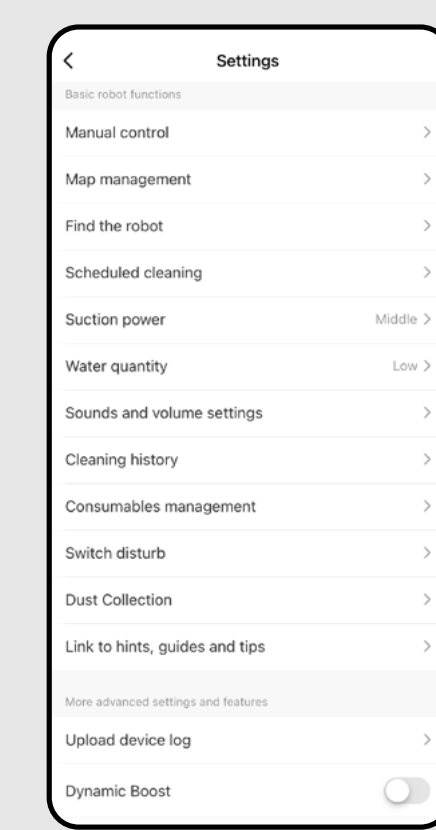 Settings
Basic robot functions
Manual control
Map management
Find the robot
Scheduled cleaning
Suction power Middle
Water quantity Low
Sounds and volume settings
Cleaning history
Consumables management
Switch disturb
Dust Collection
Link to hints, guides and tips
More advanced settings and features
Upload device log
Dynamic Boost